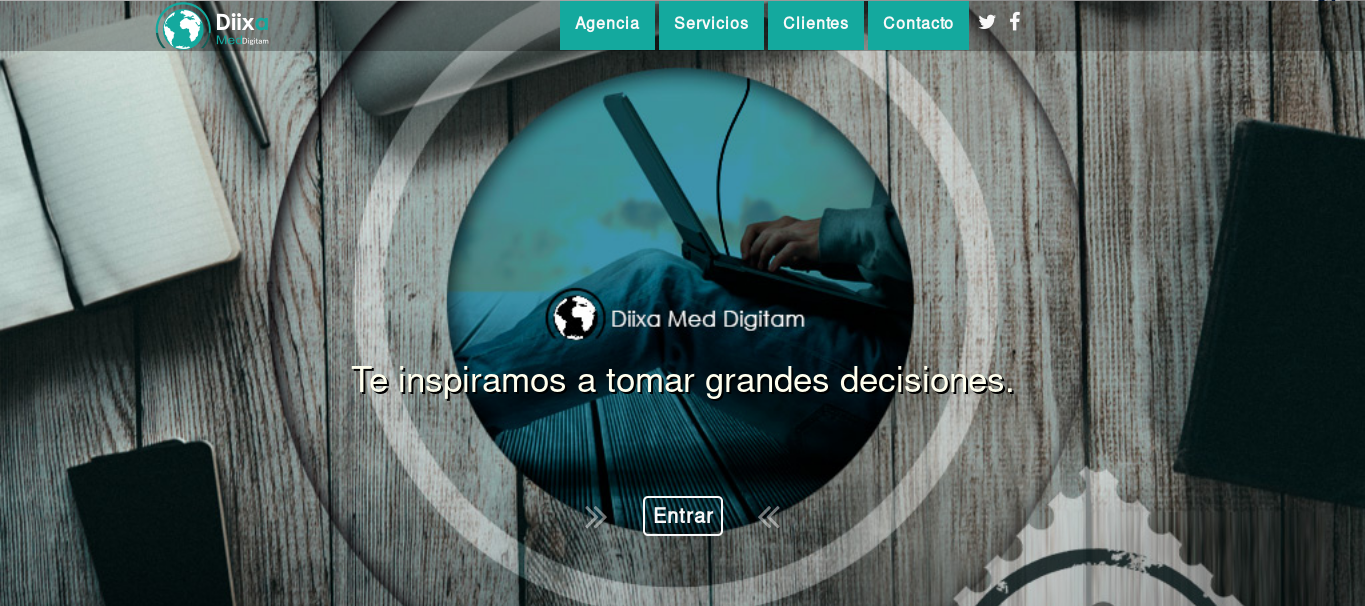 Diixa
Med Digitam
Agencia Servicios Clientes Contacto
Diixa Med Digitam
Te inspiramos a tomar grandes decisiones.
Entrar